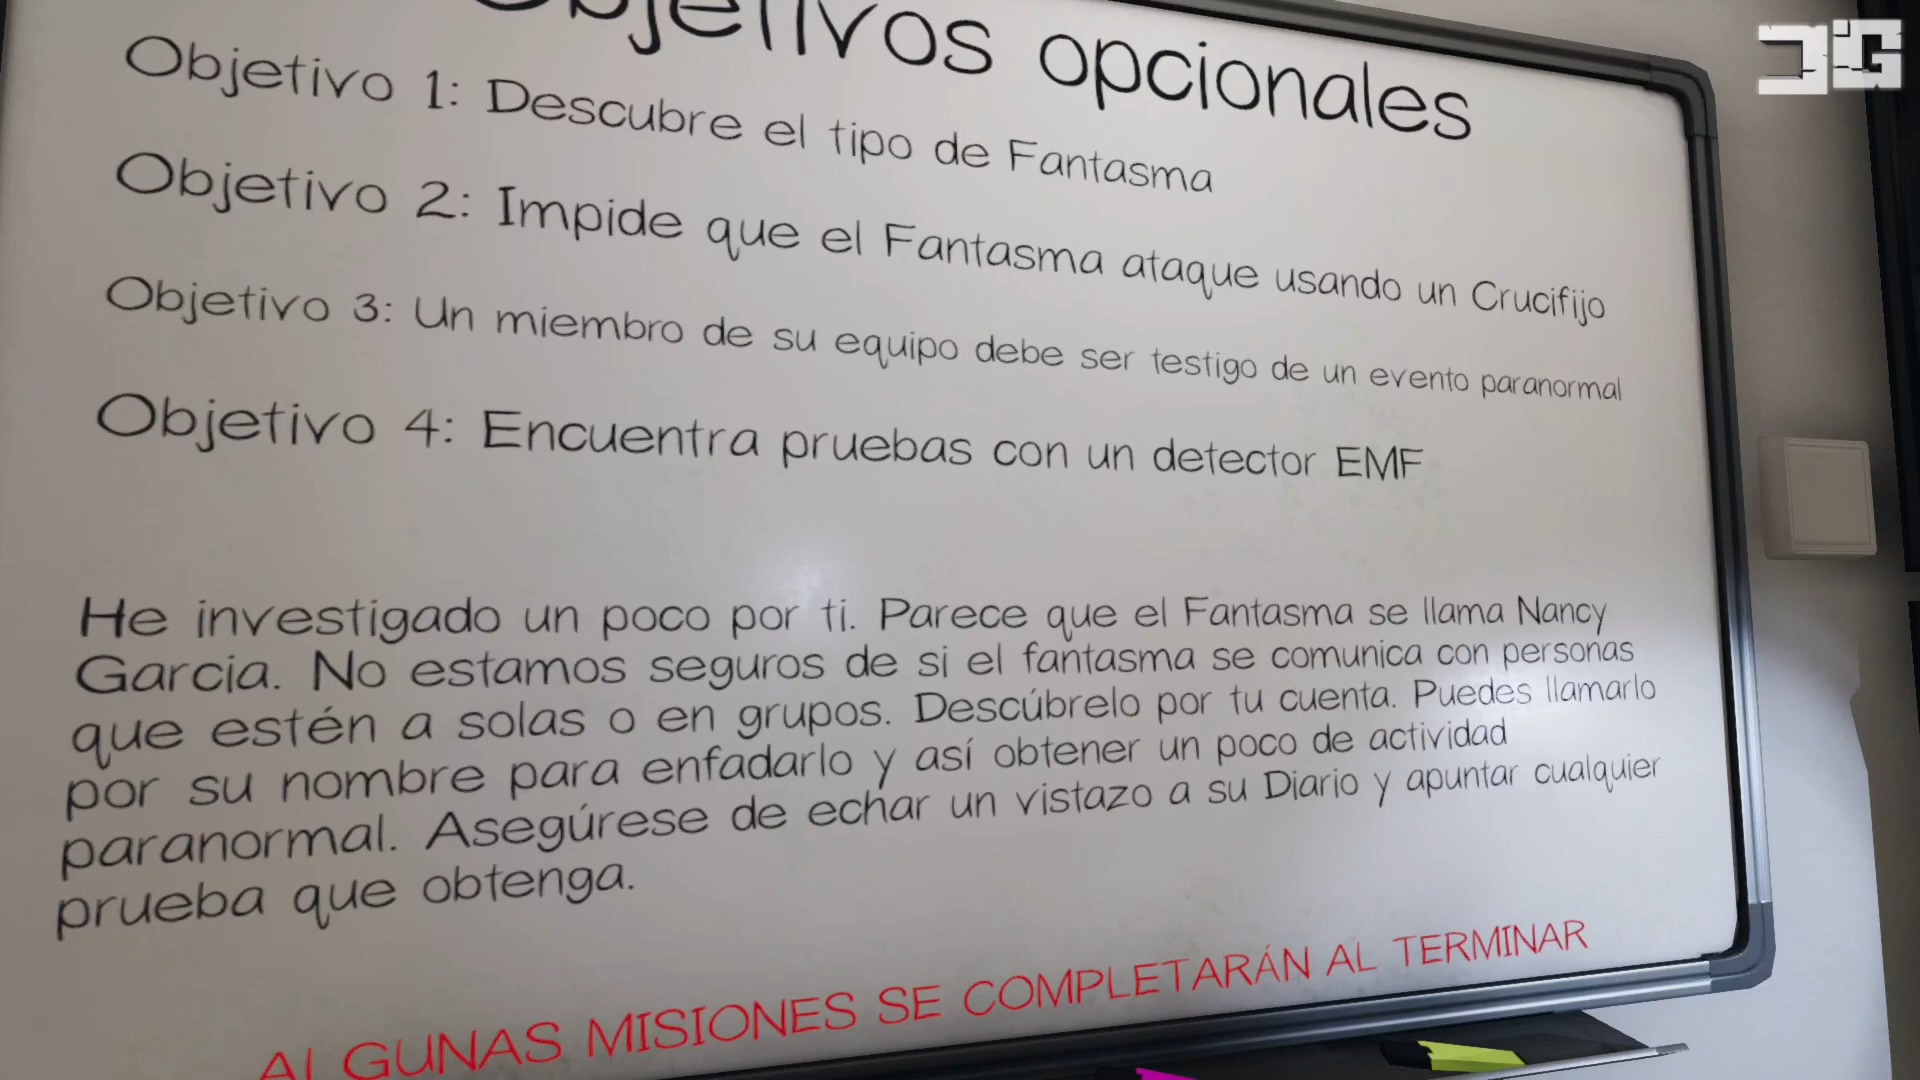 Objetivos opcionales
Objetivo 1: Descubre el tipo de Fantasma
Objetivo 2: Impide que el Fantasma ataque usando un Crucifijo
Objetivo 3: Un miembro de su equipo debe ser testigo de un evento paranormal
Objetivo 4: Encuentra pruebas con un detector EMF
He investigado un poco por ti. Parece que el Fantasma se llama Nancy
Garcia. No estamos seguros de si el fantasma se comunica con personas
que estén a solas o en grupos. Descúbrelo por tu cuenta. Puedes llamarlo
por su nombre para enfadarlo y así obtener un poco de actividad
paranormal. Asegúrese de echar un vistazo a su Diario y apuntar cualquier
prueba que obtenga.
ALGUNAS MISIONES SE COMPLETARÁN AL TERMINAR